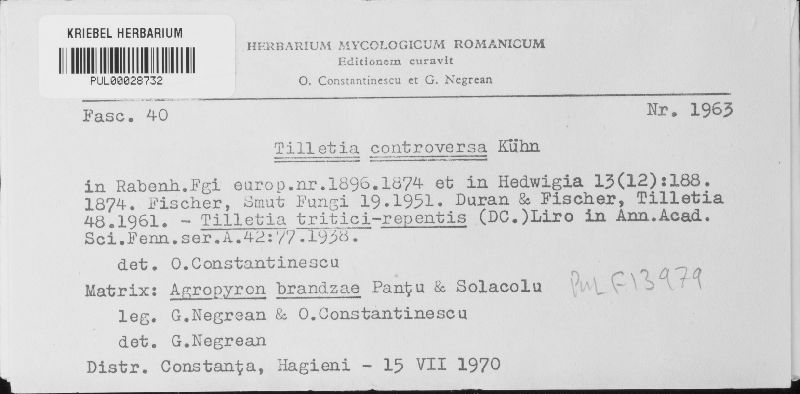 KRIEBEL HERBARIUM
PUL00028732
HERBARIUM MYCOLOGICUM ROMANICUM
Editionem curavit
O. Constantinescu et G. Negrean
Fasc. 40
Nr. 1963
Tilletia controversa Kühn
in Rabenh.Fgi europ.nr.1896.1874 et in Hedwigia 13(12):188.
1874. Fischer, Smut Fungi 19.1951. Duran & Fischer, Tilletia
48.1961. - Tilletia tritici-repentis (DC.)Liro in Ann.Acad.
Sci.Fenn.ser.A.42:77.1938.
det. O.Constantinescu
Matrix: Agropyron brandzae Panţu & Solacolu
PUL F13979
leg. G.Negrean & O.Constantinescu
det. G.Negrean
Distr. Constanţa, Hagieni - 15 VII 1970